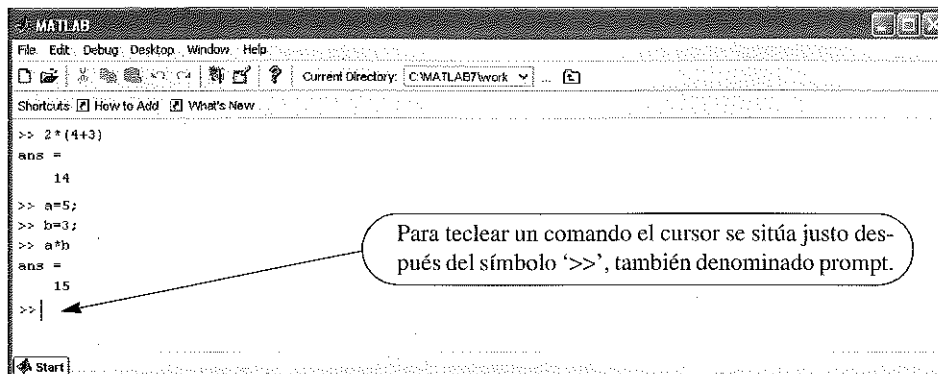 MATLAB
File Edit Debug Desktop Window Help
? Current Directory: C:\MATLAB7\work ...
Shortcuts How to Add What's New
>> 2*(4+3)
ans =
14
>> a=5;
>> b=3;
>> a*b
ans =
15
>>
Para teclear un comando el cursor se sitúa justo des-
pués del símbolo ‘>>’, también denominado prompt.
Start